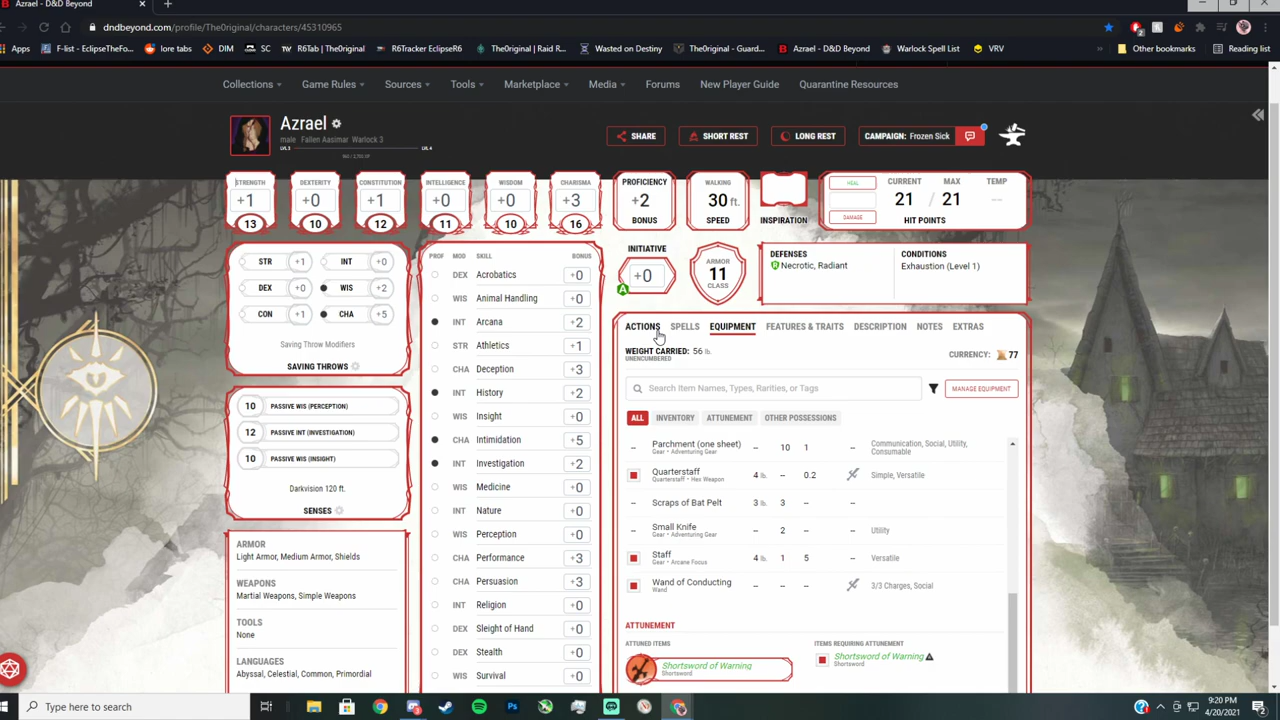 Azrael - D&D Beyond
dndbeyond.com/profile/The0riginal/characters/45310965
Apps
F-list - EclipseTheFo...
lore tabs
DIM
SC
R6Tab | The0riginal
R6Tracker EclipseR6
The0riginal | Raid R...
Wasted on Destiny
The0riginal - Guard...
Azrael - D&D Beyond
Warlock Spell List
VRV
Other bookmarks
Reading list
Collections
Game Rules
Sources
Tools
Marketplace
Media
Forums
New Player Guide
Quarantine Resources
Azrael
male Fallen Aasimar Warlock 3
LVL 3
LVL 4
SHARE
SHORT REST
LONG REST
CAMPAIGN: Frozen Sick
STRENGTH
+1
13
DEXTERITY
+0
10
CONSTITUTION
+1
12
INTELLIGENCE
+0
11
WISDOM
+0
10
CHARISMA
+3
16
PROFICIENCY
+2
BONUS
WALKING
30 ft.
SPEED
INSPIRATION
HEAL
DAMAGE
CURRENT
21
/
MAX
21
TEMP
--
HIT POINTS
STR +1
INT +0
DEX +0
WIS +2
CON +1
CHA +5
Saving Throw Modifiers
SAVING THROWS
10 PASSIVE WIS (PERCEPTION)
12 PASSIVE INT (INVESTIGATION)
10 PASSIVE WIS (INSIGHT)
Darkvision 120 ft.
SENSES
ARMOR
Light Armor, Medium Armor, Shields
WEAPONS
Martial Weapons, Simple Weapons
TOOLS
None
LANGUAGES
Abyssal, Celestial, Common, Primordial
PROF MOD SKILL BONUS
DEX Acrobatics +0
WIS Animal Handling +0
INT Arcana +2
STR Athletics +1
CHA Deception +3
INT History +2
WIS Insight +0
CHA Intimidation +5
INT Investigation +2
WIS Medicine +0
INT Nature +0
WIS Perception +0
CHA Performance +3
CHA Persuasion +3
INT Religion +0
DEX Sleight of Hand +0
DEX Stealth +0
WIS Survival +0
INITIATIVE
+0
A
ARMOR
11
CLASS
DEFENSES
Necrotic, Radiant
CONDITIONS
Exhaustion (Level 1)
ACTIONS
SPELLS
EQUIPMENT
FEATURES & TRAITS
DESCRIPTION
NOTES
EXTRAS
WEIGHT CARRIED: 56 lb.
UNENCUMBERED
CURRENCY: 77
Search Item Names, Types, Rarities, or Tags
MANAGE EQUIPMENT
ALL
INVENTORY
ATTUNEMENT
OTHER POSSESSIONS
-- Parchment (one sheet) -- 10 1 -- Communication, Social, Utility,
Gear • Adventuring Gear Consumable
Quarterstaff 4 lb. -- 0.2 Simple, Versatile
Quarterstaff • Hex Weapon
-- Scraps of Bat Pelt 3 lb. 3 -- --
-- Small Knife -- 2 -- -- Utility
Gear • Adventuring Gear
Staff 4 lb. 1 5 -- Versatile
Gear • Arcane Focus
Wand of Conducting -- -- -- 3/3 Charges, Social
Wand
ATTUNEMENT
ATTUNED ITEMS
Shortsword of Warning
Shortsword
ITEMS REQUIRING ATTUNEMENT
Shortsword of Warning
Shortsword
Type here to search
9:20 PM
4/20/2021